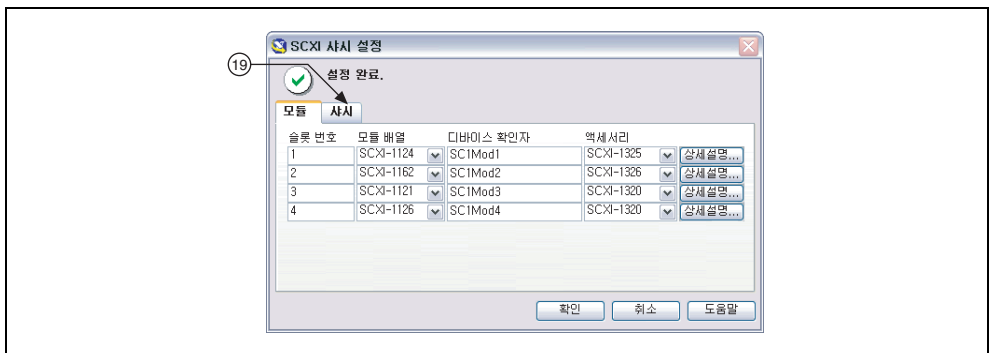 SCXI 섀시 설정
19
설정 완료.
모듈 섀시
슬롯 번호 모듈 배열 디바이스 확인자 액세서리
1 SCXI-1124 SC1Mod1 SCXI-1325 상세설명...
2 SCXI-1162 SC1Mod2 SCXI-1326 상세설명...
3 SCXI-1121 SC1Mod3 SCXI-1320 상세설명...
4 SCXI-1126 SC1Mod4 SCXI-1320 상세설명...
확인 취소 도움말